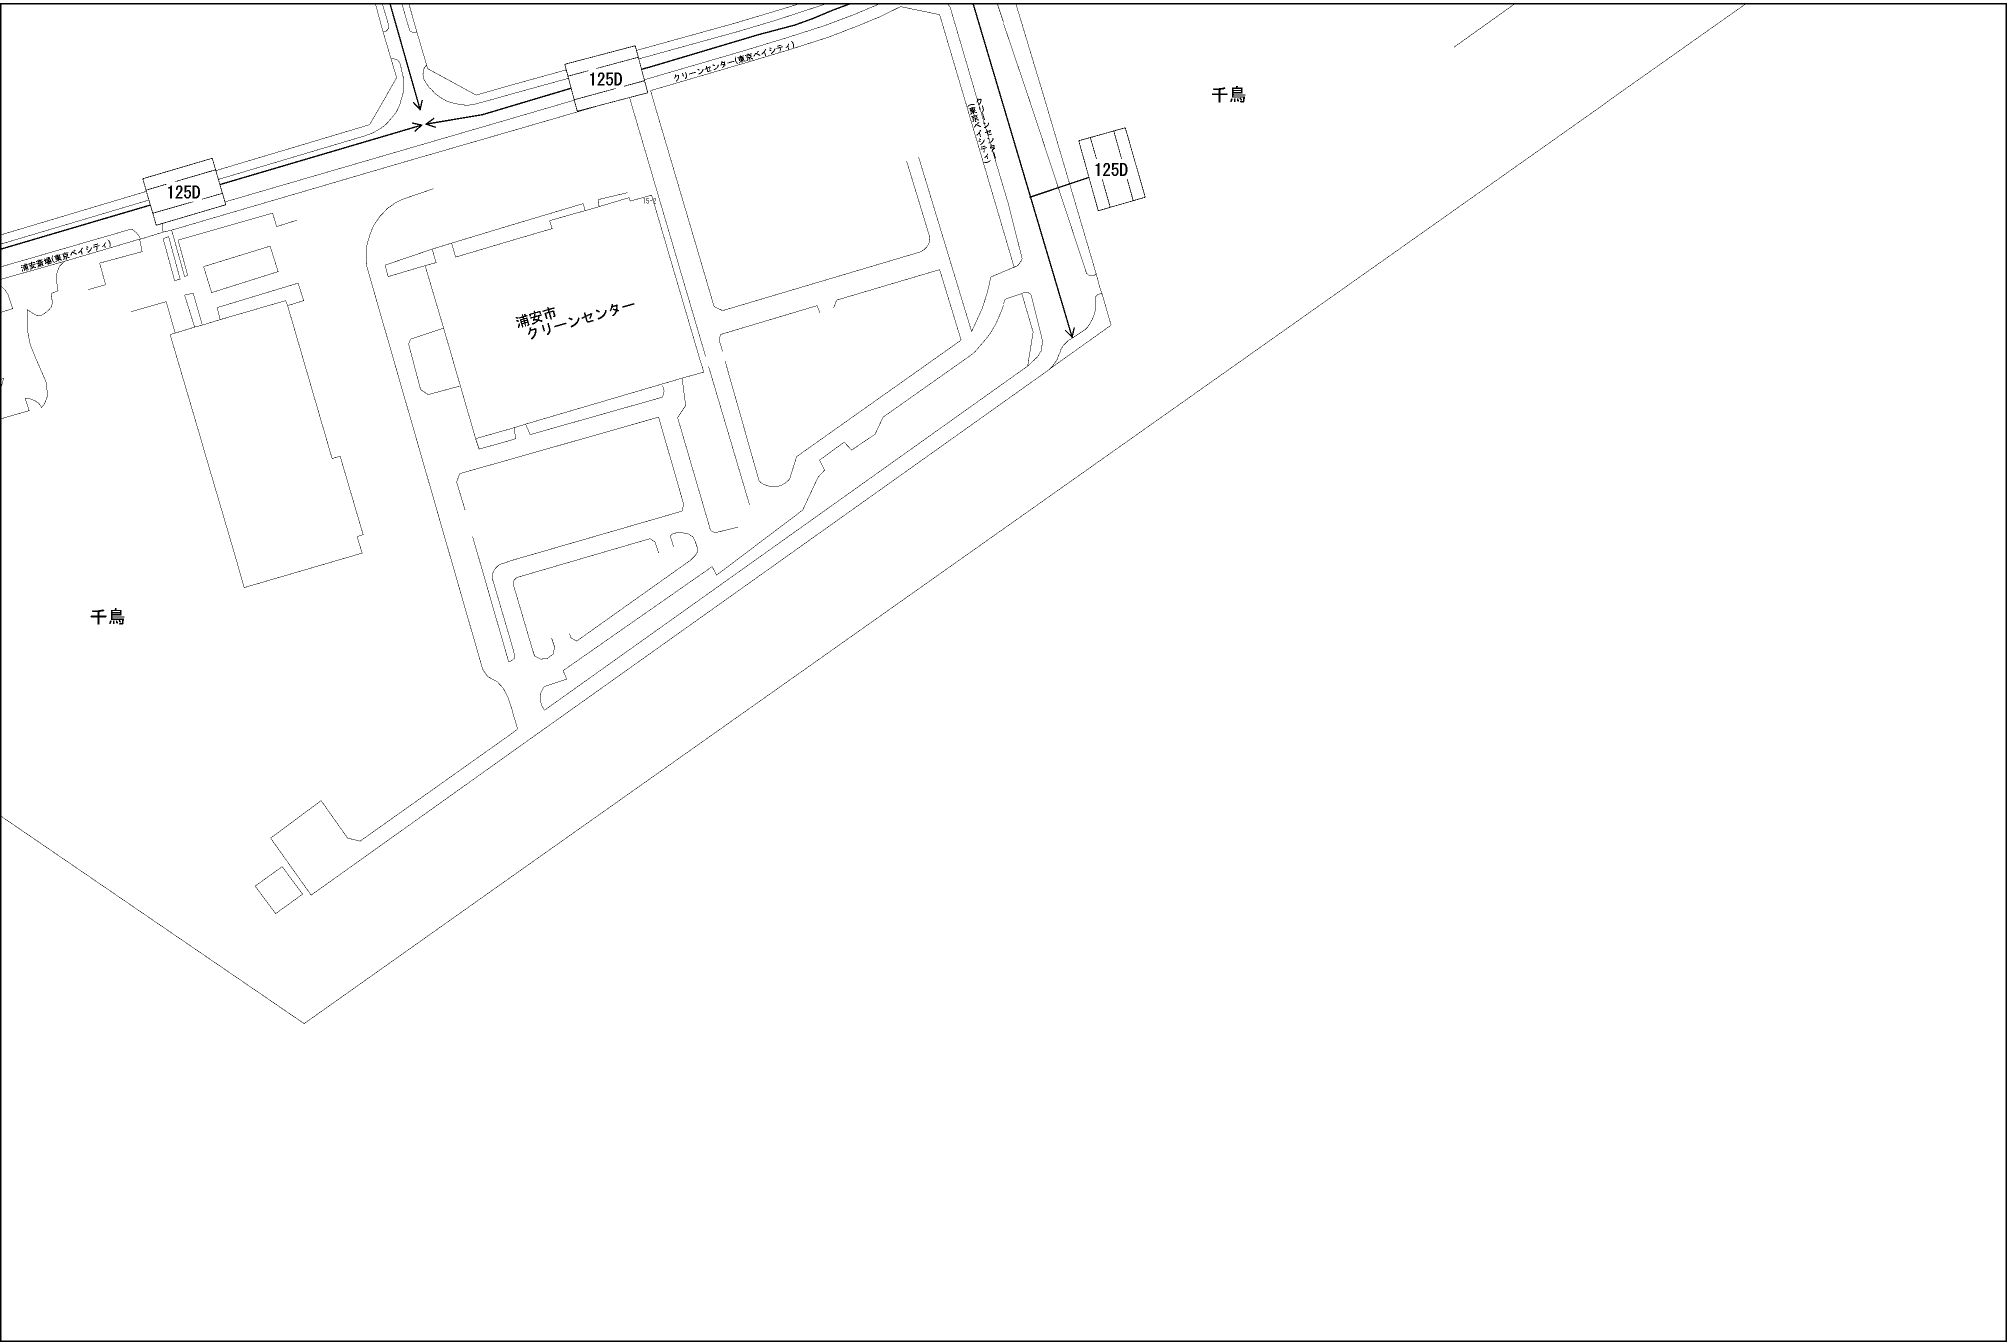 125D
クリーンセンター(東京ベイシティ)
千鳥
クリーンセンター
(東京ベイシティ)
125D
125D
15-2
浦安斎場(東京ベイシティ)
浦安市
クリーンセンター
千鳥